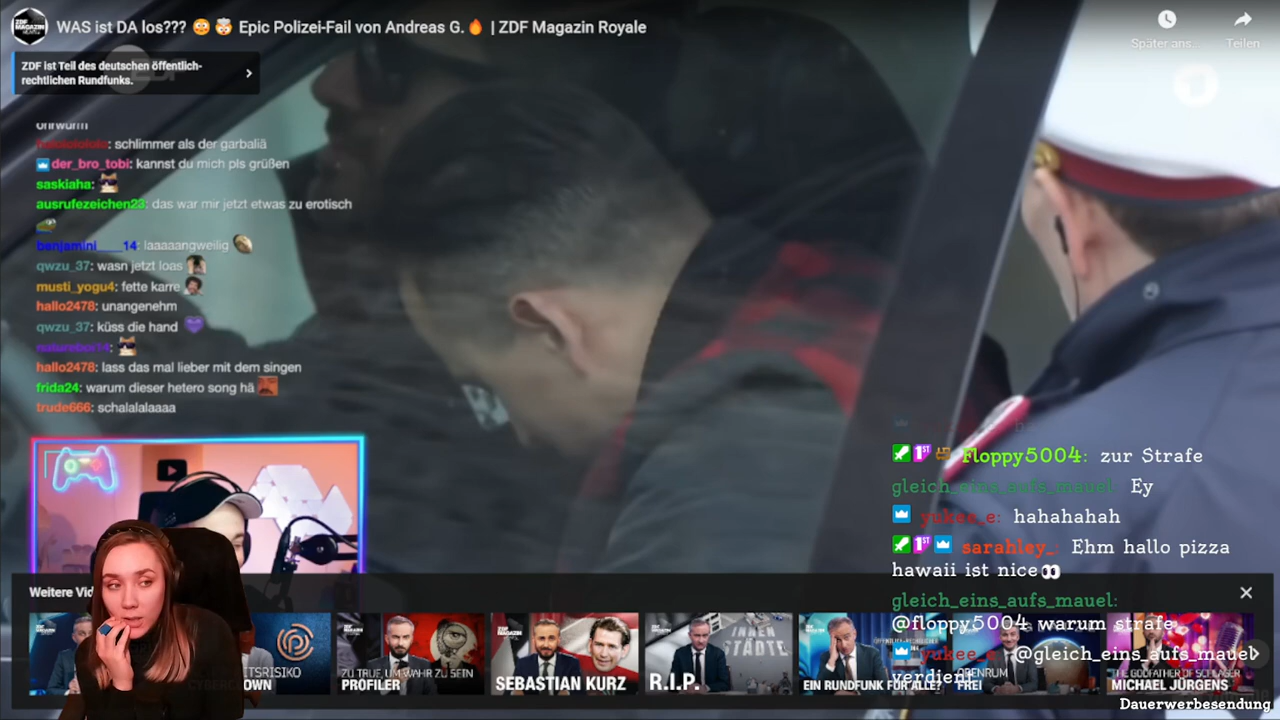 WAS ist DA los??? 😳 🤯 Epic Polizei-Fail von Andreas G. 🔥 | ZDF Magazin Royale
Später ans...
Teilen
ZDF ist Teil des deutschen öffentlich-
rechtlichen Rundfunks.
ohrwurm
schlimmer als der garbaliä
der_bro_tobi: kannst du mich pls grüßen
saskiaha:
ausrufezeichen23: das war mir jetzt etwas zu erotisch
benjamini___14: laaaaangweilig
qwzu_37: wasn jetzt loas
musti_yogu4: fette karre
hallo2478: unangenehm
qwzu_37: küss die hand 💜
hallo2478: lass das mal lieber mit dem singen
frida24: warum dieser hetero song hä
trude666: schalalalaaaa
Floppy5004: zur Strafe
gleich_eins_aufs_mauel: Ey
yukee_e: hahahahah
sarahley_: Ehm hallo pizza
hawaii ist nice👀
gleich_eins_aufs_mauel:
@floppy5004 warum strafe
yukee_e: @gleich_eins_aufs_mauel
verdient
Weitere Vid
ZU TRUE, UM WAHR ZU SEIN
PROFILER
SEBASTIAN KURZ
R.I.P.
INNEN
STÄDTE
EIN RUNDFUNK FÜR ALLE?
FREI
THE GODFATHER OF SCHLAGER
MICHAEL JÜRGENS
Dauerwerbesendung